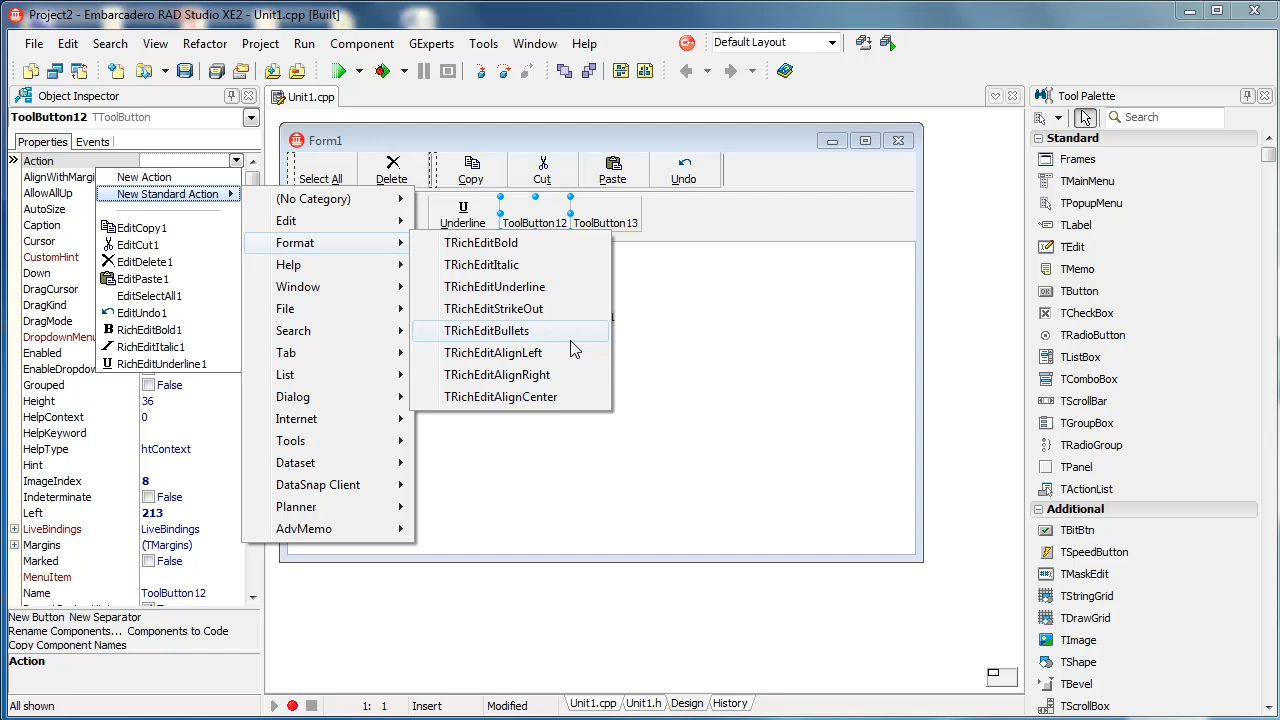 Project2 - Embarcadero RAD Studio XE2 - Unit1.cpp [Built]
File Edit Search View Refactor Project Run Component GExperts Tools Window Help
Default Layout
Object Inspector
ToolButton12 TToolButton
Properties Events
Action
AlignWithMargi
AllowAllUp
AutoSize
Caption
Cursor
CustomHint
Down
DragCursor
DragKind
DragMode
DropdownMenu
Enabled
EnableDropdow
Grouped False
Height 36
HelpContext 0
HelpKeyword
HelpType htContext
Hint
ImageIndex 8
Indeterminate False
Left 213
LiveBindings LiveBindings
Margins (TMargins)
Marked False
MenuItem
Name ToolButton12
New Button New Separator
Rename Components... Components to Code
Copy Component Names
Action
All shown
New Action
New Standard Action
EditCopy1
EditCut1
EditDelete1
EditPaste1
EditSelectAll1
EditUndo1
RichEditBold1
RichEditItalic1
RichEditUnderline1
(No Category)
Edit
Format
Help
Window
File
Search
Tab
List
Dialog
Internet
Tools
Dataset
DataSnap Client
Planner
AdvMemo
TRichEditBold
TRichEditItalic
TRichEditUnderline
TRichEditStrikeOut
TRichEditBullets
TRichEditAlignLeft
TRichEditAlignRight
TRichEditAlignCenter
Unit1.cpp
Form1
Select All Delete Copy Cut Paste Undo
Underline ToolButton12 ToolButton13
1: 1 Insert Modified Unit1.cpp Unit1.h Design History
Tool Palette
Search
Standard
Frames
TMainMenu
TPopupMenu
TLabel
TEdit
TMemo
TButton
TCheckBox
TRadioButton
TListBox
TComboBox
TScrollBar
TGroupBox
TRadioGroup
TPanel
TActionList
Additional
TBitBtn
TSpeedButton
TMaskEdit
TStringGrid
TDrawGrid
TImage
TShape
TBevel
TScrollBox